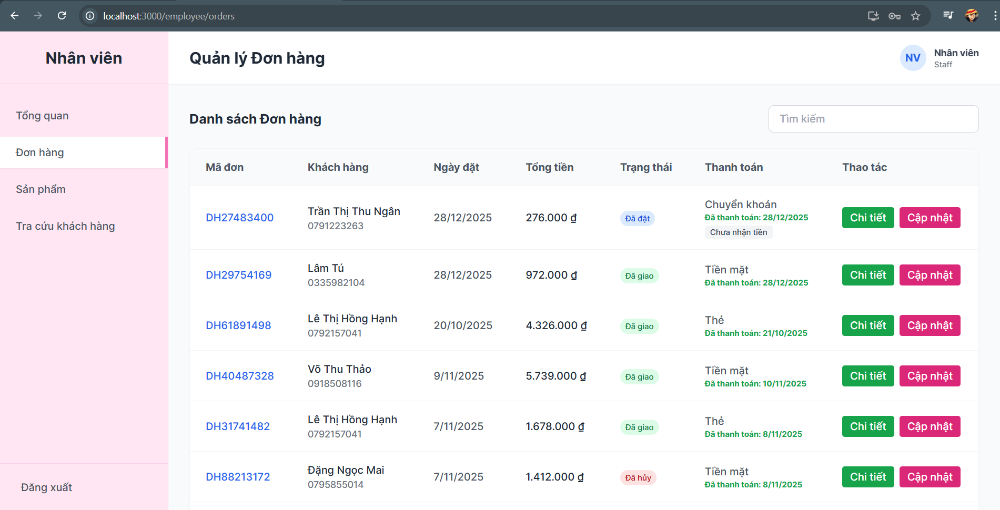 localhost:3000/employee/orders
Nhân viên
Quản lý Đơn hàng
NV
Nhân viên
Staff
Tổng quan
Đơn hàng
Sản phẩm
Tra cứu khách hàng
Đăng xuất
Danh sách Đơn hàng
Tìm kiếm
Mã đơn Khách hàng Ngày đặt Tổng tiền Trạng thái Thanh toán Thao tác
DH27483400 Trần Thị Thu Ngân 28/12/2025 276.000 ₫ Đã đặt Chuyển khoản Chi tiết Cập nhật
0791223263 Đã thanh toán: 28/12/2025
Chưa nhận tiền
DH29754169 Lâm Tú 28/12/2025 972.000 ₫ Đã giao Tiền mặt Chi tiết Cập nhật
0335982104 Đã thanh toán: 28/12/2025
DH61891498 Lê Thị Hồng Hạnh 20/10/2025 4.326.000 ₫ Đã giao Thẻ Chi tiết Cập nhật
0792157041 Đã thanh toán: 21/10/2025
DH40487328 Võ Thu Thảo 9/11/2025 5.739.000 ₫ Đã giao Tiền mặt Chi tiết Cập nhật
0918508116 Đã thanh toán: 10/11/2025
DH31741482 Lê Thị Hồng Hạnh 7/11/2025 1.678.000 ₫ Đã giao Thẻ Chi tiết Cập nhật
0792157041 Đã thanh toán: 8/11/2025
DH88213172 Đặng Ngọc Mai 7/11/2025 1.412.000 ₫ Đã hủy Tiền mặt Chi tiết Cập nhật
0795855014 Đã thanh toán: 8/11/2025